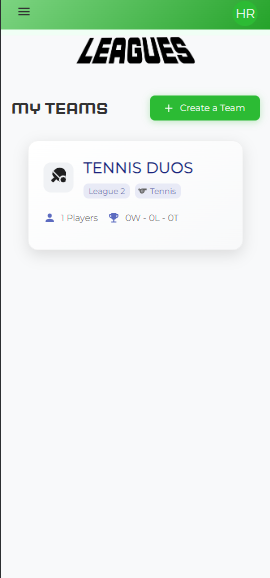 HR
LEAGUES
MY TEAMS
Create a Team
TENNIS DUOS
League 2 Tennis
1 Players 0W - 0L - 0T